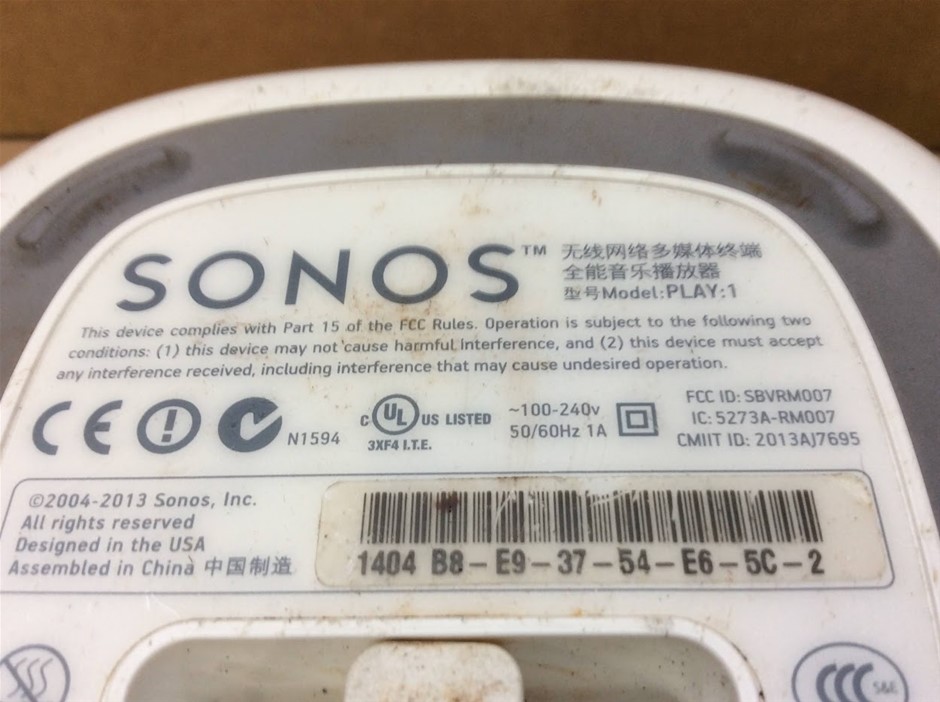 SONOS™
无线网络多媒体终端
全能音乐播放器
型号Model:PLAY:1
This device complies with Part 15 of the FCC Rules. Operation is subject to the following two
conditions: (1) this device may not cause harmful interference, and (2) this device must accept
any interference received, including interference that may cause undesired operation.
CE
N1594
c UL US LISTED
3XF4 I.T.E.
~100-240v
50/60Hz 1A
FCC ID: SBVRM007
IC: 5273A-RM007
CMIIT ID: 2013AJ7695
©2004-2013 Sonos, Inc.
All rights reserved
Designed in the USA
Assembled in China 中国制造
1404 B8-E9-37-54-E6-5C-2
CCC S&E